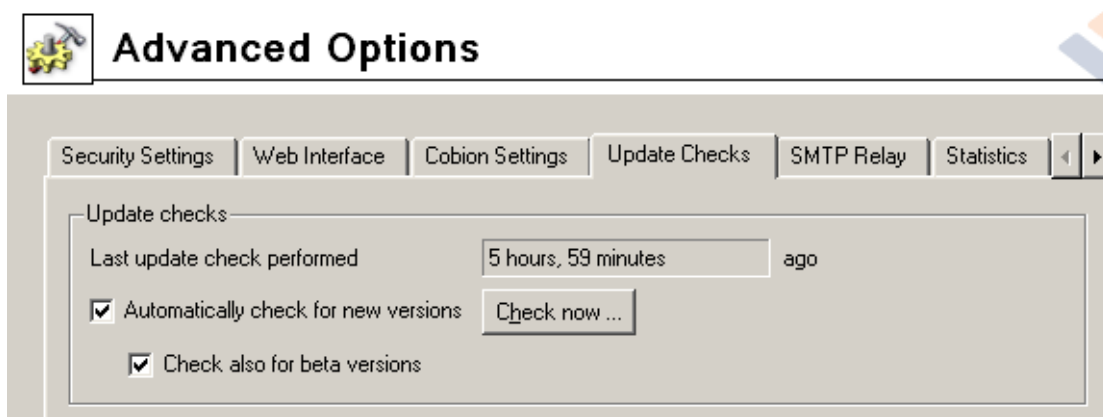 Advanced Options
Security Settings Web Interface Cobion Settings Update Checks SMTP Relay Statistics
Update checks
Last update check performed 5 hours, 59 minutes ago
Automatically check for new versions Check now ...
Check also for beta versions